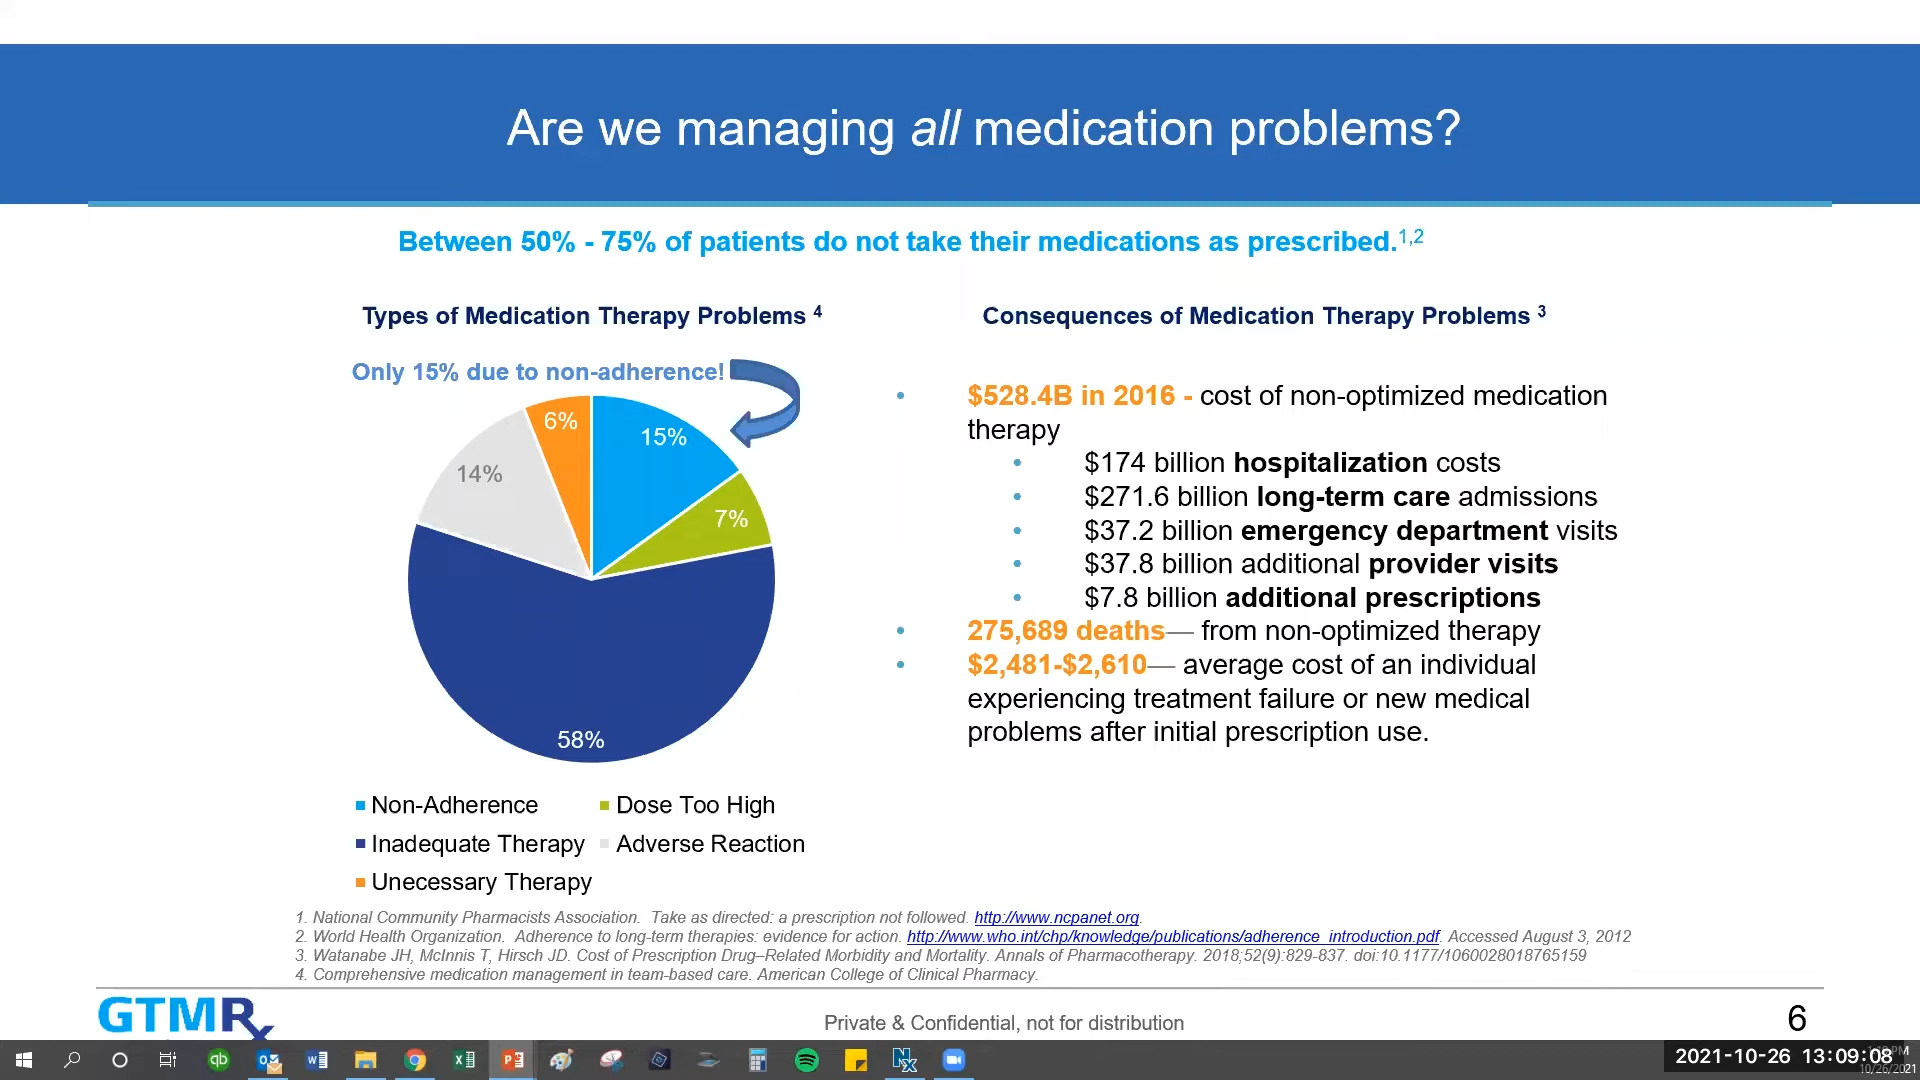 Are we managing all medication problems?
Between 50% - 75% of patients do not take their medications as prescribed.1,2
Types of Medication Therapy Problems 4
Only 15% due to non-adherence!
6%
15%
14%
7%
58%
Non-Adherence
Dose Too High
Inadequate Therapy
Adverse Reaction
Unecessary Therapy
Consequences of Medication Therapy Problems 3
• $528.4B in 2016 - cost of non-optimized medication
therapy
• $174 billion hospitalization costs
• $271.6 billion long-term care admissions
• $37.2 billion emergency department visits
• $37.8 billion additional provider visits
• $7.8 billion additional prescriptions
• 275,689 deaths— from non-optimized therapy
• $2,481-$2,610— average cost of an individual
experiencing treatment failure or new medical
problems after initial prescription use.
1. National Community Pharmacists Association. Take as directed: a prescription not followed. http://www.ncpanet.org.
2. World Health Organization. Adherence to long-term therapies: evidence for action. http://www.who.int/chp/knowledge/publications/adherence_introduction.pdf. Accessed August 3, 2012
3. Watanabe JH, McInnis T, Hirsch JD. Cost of Prescription Drug–Related Morbidity and Mortality. Annals of Pharmacotherapy. 2018;52(9):829-837. doi:10.1177/1060028018765159
4. Comprehensive medication management in team-based care. American College of Clinical Pharmacy.
GTMRx
Private & Confidential, not for distribution
6
qb
2021-10-26 13:09:08
10/26/2021